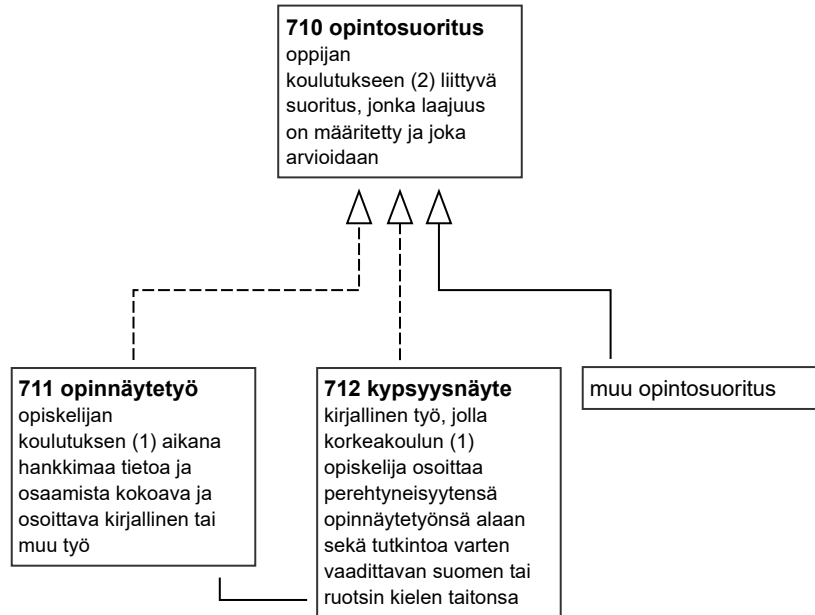 710 opintosuoritus
oppijan
koulutukseen (2) liittyvä
suoritus, jonka laajuus
on määritetty ja joka
arvioidaan
711 opinnäytetyö
opiskelijan
koulutuksen (1) aikana
hankkimaa tietoa ja
osaamista kokoava ja
osoittava kirjallinen tai
muu työ
712 kypsyysnäyte
kirjallinen työ, jolla
korkeakoulun (1)
opiskelija osoittaa
perehtyneisyytensä
opinnäytetyönsä alaan
sekä tutkintoa varten
vaadittavan suomen tai
ruotsin kielen taitonsa
muu opintosuoritus